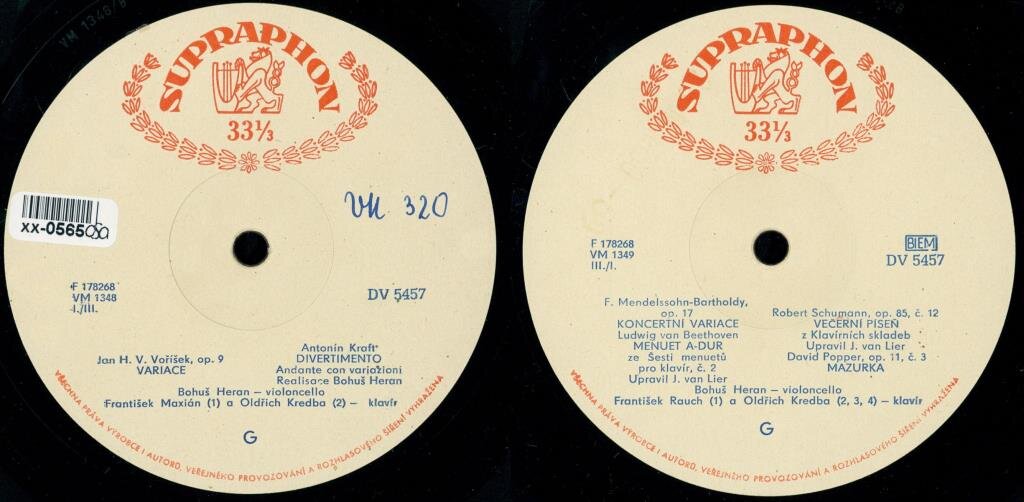 VM 1348/B
SUPRAPHON
33⅓
xx-0565
VM 320
F 178268
VM 1348
I./III.
DV 5457
Jan H. V. Voříšek, op. 9
VARIACE
Antonín Kraft
DIVERTIMENTO
Andante con variazioni
Realisace Bohuš Heran
Bohuš Heran – violoncello
František Maxián (1) a Oldřich Kredba (2) – klavír
G
VŠECHNA PRÁVA VÝROBCE I AUTORŮ, VEŘEJNÉHO PROVOZOVÁNÍ A ROZHLASOVÉHO ŠÍŘENÍ VYHRAŽENA
SUPRAPHON
33⅓
F 178268
VM 1349
III./I.
BIEM
DV 5457
F. Mendelssohn-Bartholdy,
op. 17
KONCERTNÍ VARIACE
Ludwig van Beethoven
MENUET A-DUR
ze Šesti menuetů
pro klavír, č. 2
Upravil J. van Lier
Robert Schumann, op. 85, č. 12
VEČERNÍ PÍSEŇ
z Klavírních skladeb
Upravil J. van Lier
David Popper, op. 11, č. 3
MAZURKA
Bohuš Heran – violoncello
František Rauch (1) a Oldřich Kredba (2, 3, 4) – klavír
G
VŠECHNA PRÁVA VÝROBCE I AUTORŮ, VEŘEJNÉHO PROVOZOVÁNÍ A ROZHLASOVÉHO ŠÍŘENÍ VYHRAŽENA